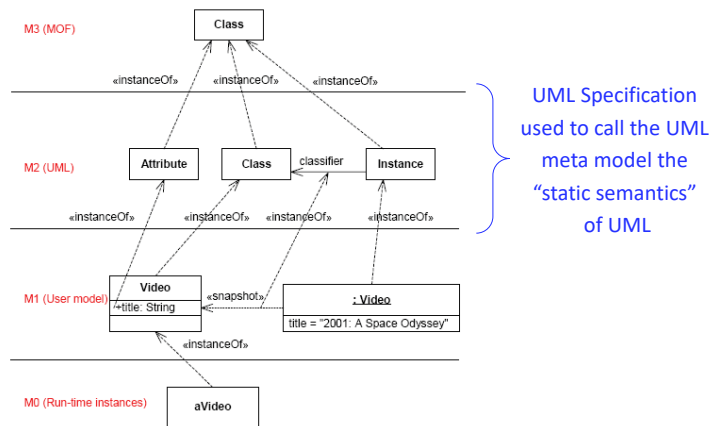 M3 (MOF)
Class
«instanceOf»
«instanceOf»
«instanceOf»
UML Specification
used to call the UML
meta model the
“static semantics”
of UML
M2 (UML)
Attribute
Class
classifier
Instance
«instanceOf»
«instanceOf»
«instanceOf»
«instanceOf»
M1 (User model)
Video
+title: String
«snapshot»
: Video
title = "2001: A Space Odyssey"
«instanceOf»
M0 (Run-time instances)
aVideo